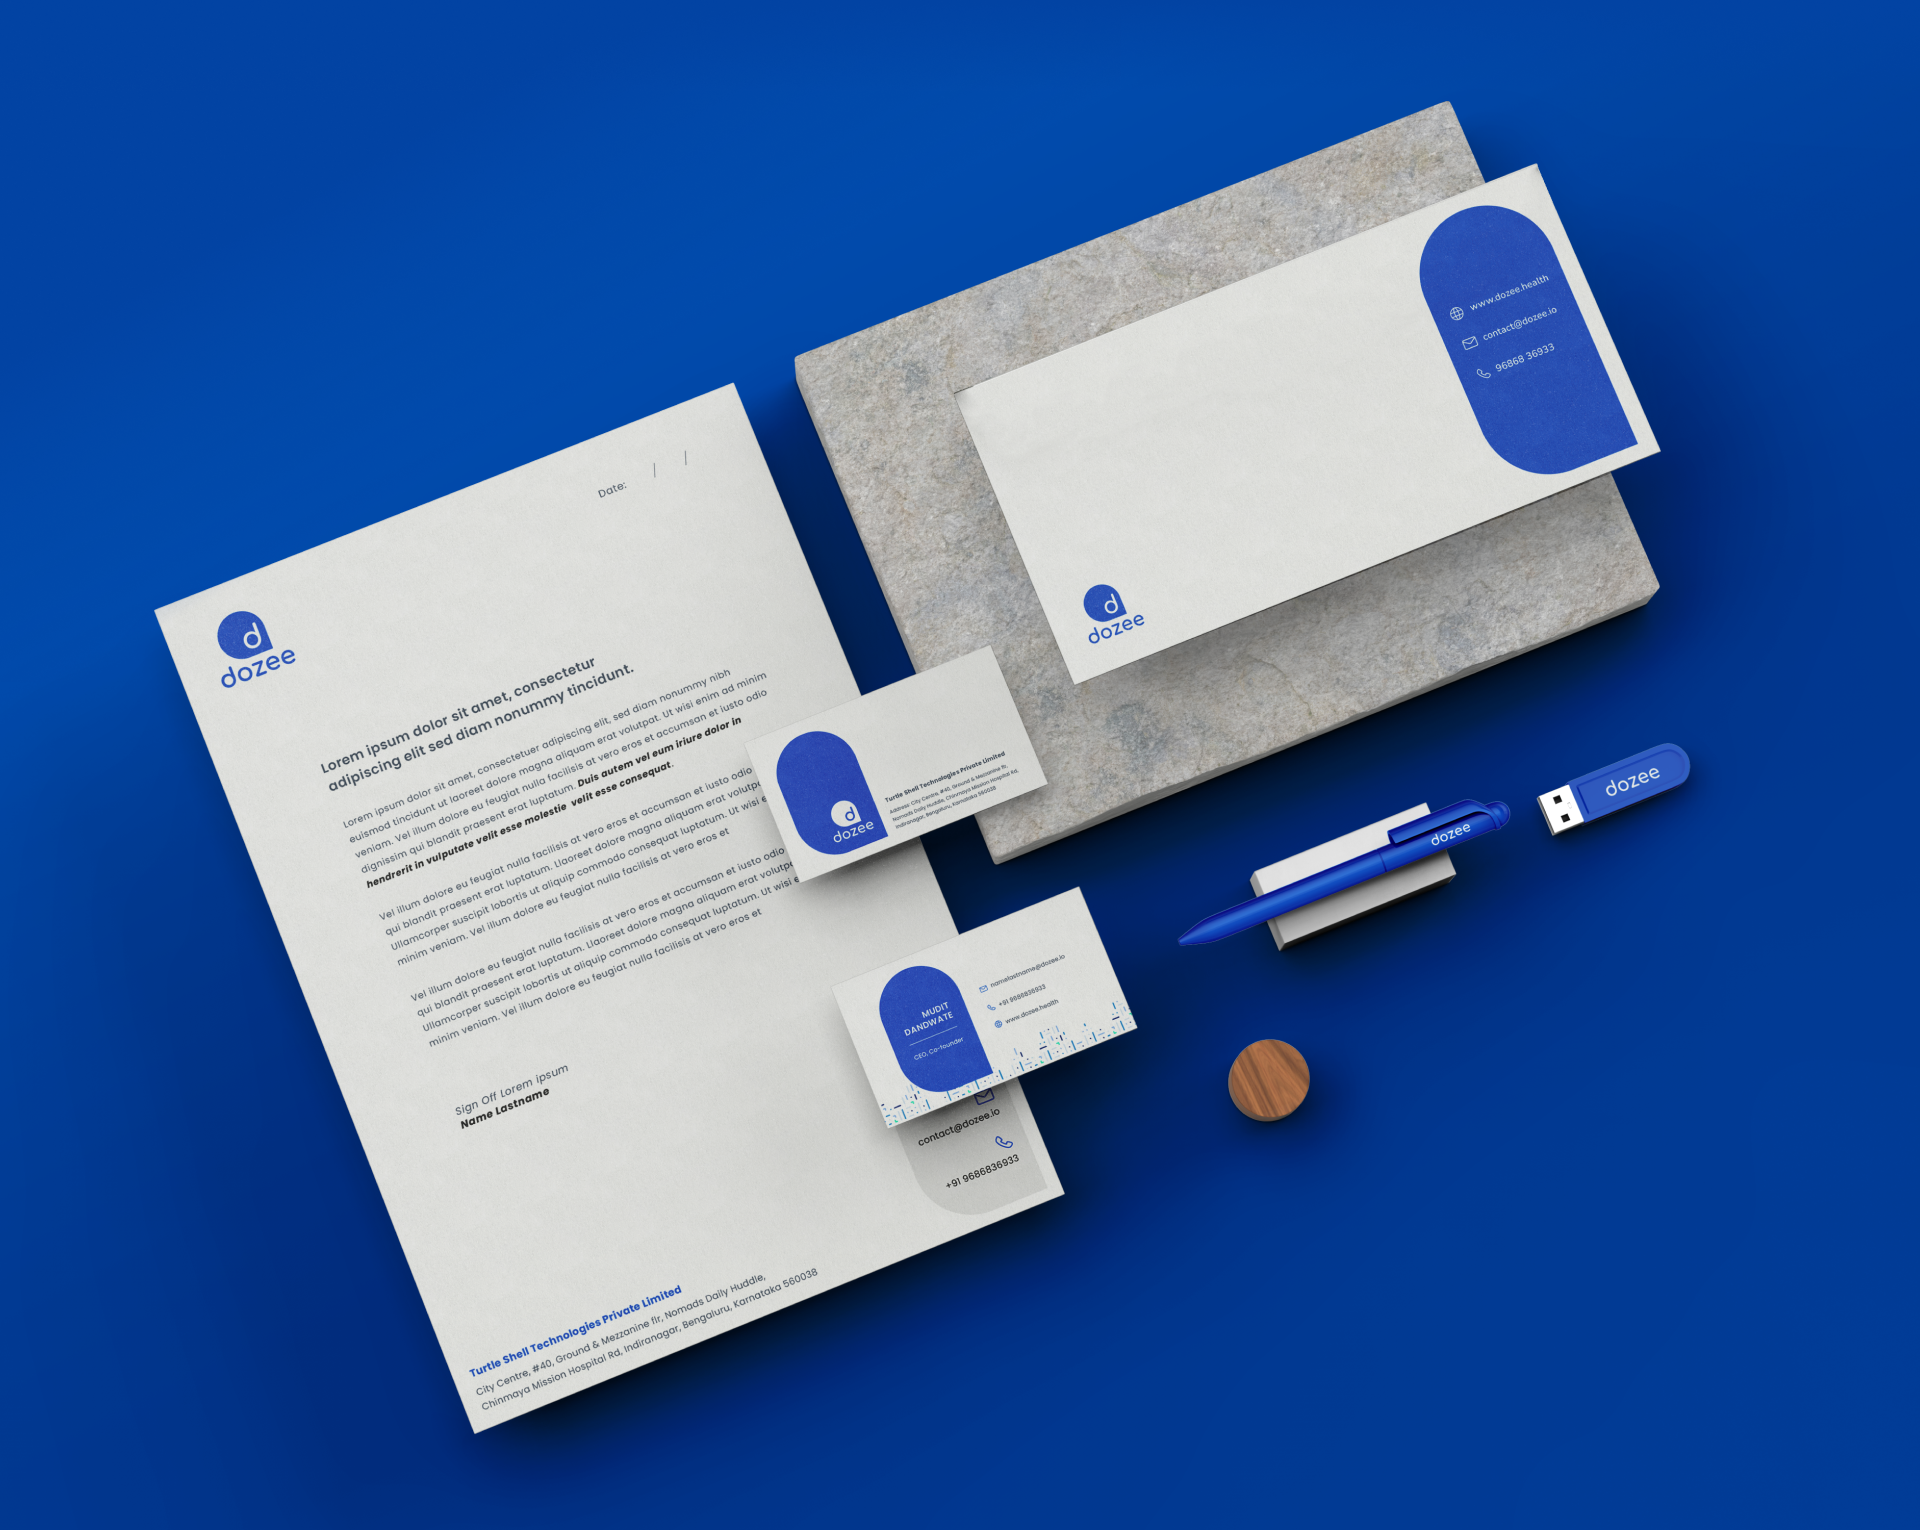 Date: / /
d
dozee
Lorem ipsum dolor sit amet, consectetur
adipiscing elit sed diam nonummy tincidunt.
Lorem ipsum dolor sit amet, consectetuer adipiscing elit, sed diam nonummy nibh
euismod tincidunt ut laoreet dolore magna aliquam erat volutpat. Ut wisi enim ad minim
veniam. Vel illum dolore eu feugiat nulla facilisis at vero eros et accumsan et iusto odio
dignissim qui blandit praesent erat luptatum. Duis autem vel eum iriure dolor in
hendrerit in vulputate velit esse molestie velit esse consequat.
Vel illum dolore eu feugiat nulla facilisis at vero eros et accumsan et iusto odio
qui blandit praesent erat luptatum. Llaoreet dolore magna aliquam erat volutp
Ullamcorper suscipit lobortis ut aliquip commodo consequat luptatum. Ut wisi e
minim veniam. Vel illum dolore eu feugiat nulla facilisis at vero eros et
Vel illum dolore eu feugiat nulla facilisis at vero eros et accumsan et iusto odio
qui blandit praesent erat luptatum. Llaoreet dolore magna aliquam erat volutpa
Ullamcorper suscipit lobortis ut aliquip commodo consequat luptatum. Ut wisi e
minim veniam. Vel illum dolore eu feugiat nulla facilisis at vero eros et
Sign Off Lorem ipsum
Name Lastname
contact@dozee.io
+91 9686836933
Turtle Shell Technologies Private Limited
City Centre, #40, Ground & Mezzanine flr, Nomads Daily Huddle,
Chinmaya Mission Hospital Rd, Indiranagar, Bengaluru, Karnataka 560038
d
dozee
Turtle Shell Technologies Private Limited
Address: City Centre, #40, Ground & Mezzanine flr,
Nomads Daily Huddle, Chinmaya Mission Hospital Rd,
Indiranagar, Bengaluru, Karnataka 560038
MUDIT
DANDWATE
CEO, Co-founder
namelastname@dozee.io
+91 9686836933
www.dozee.health
www.dozee.health
contact@dozee.io
96868 36933
d
dozee
dozee
dozee